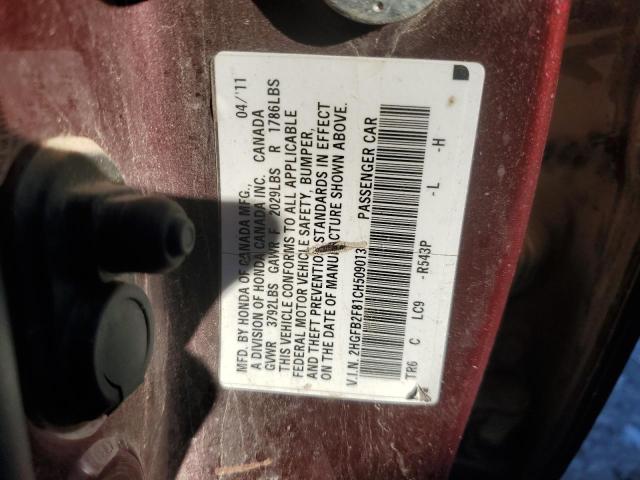 MFD. BY HONDA OF CANADA MFG., 04/'11
A DIVISION OF HONDA CANADA INC. CANADA
GVWR 3792LBS GAWR F 2029LBS R 1786LBS
THIS VEHICLE CONFORMS TO ALL APPLICABLE
FEDERAL MOTOR VEHICLE SAFETY, BUMPER,
AND THEFT PREVENTION STANDARDS IN EFFECT
ON THE DATE OF MANUFACTURE SHOWN ABOVE.
V.I.N. 2HGFB2F81CH509013 PASSENGER CAR
TR6 C LC9 -R543P -L -H